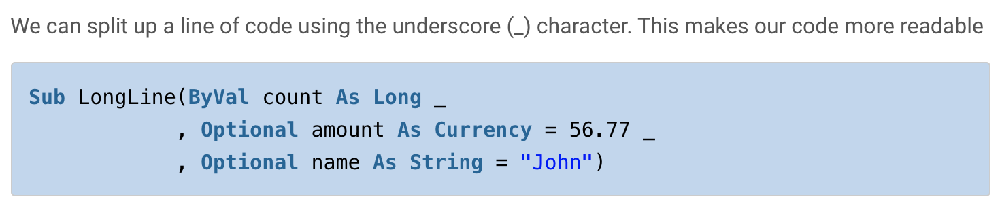 We can split up a line of code using the underscore (_) character. This makes our code more readable
Sub LongLine(ByVal count As Long _
, Optional amount As Currency = 56.77 _
, Optional name As String = "John")